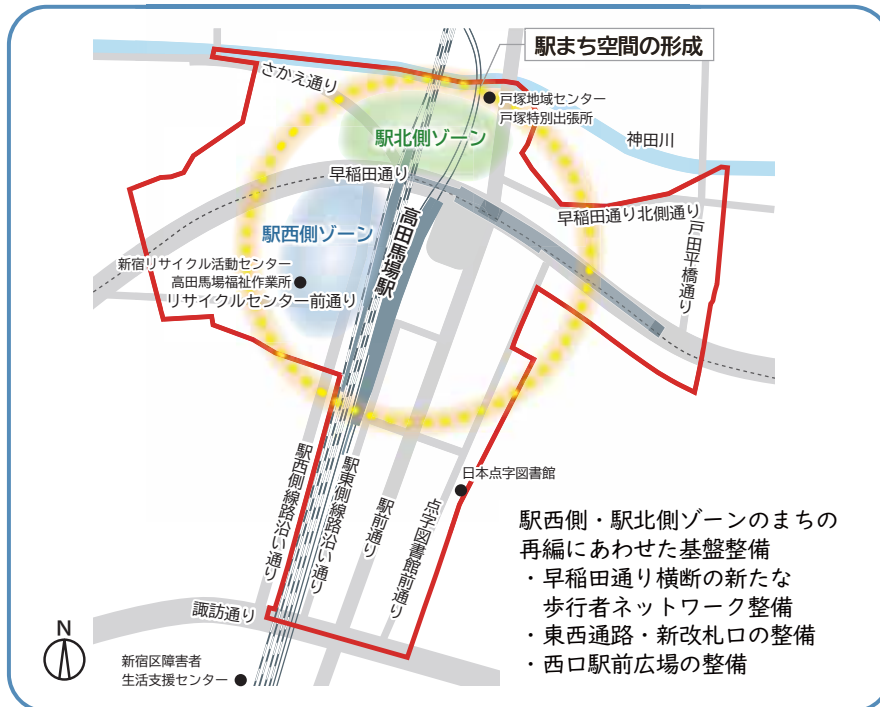 駅まち空間の形成
さかえ通り
戸塚地域センター
戸塚特別出張所
駅北側ゾーン
神田川
早稲田通り
早稲田通り北側通り
戸田平橋通り
高田馬場駅
駅西側ゾーン
新宿リサイクル活動センター
高田馬場福祉作業所
リサイクルセンター前通り
日本点字図書館
駅西側線路沿い通り
駅東側線路沿い通り
駅前通り
点字図書館前通り
諏訪通り
N
新宿区障害者
生活支援センター
駅西側・駅北側ゾーンのまちの
再編にあわせた基盤整備
・早稲田通り横断の新たな
歩行者ネットワーク整備
・東西通路・新改札口の整備
・西口駅前広場の整備